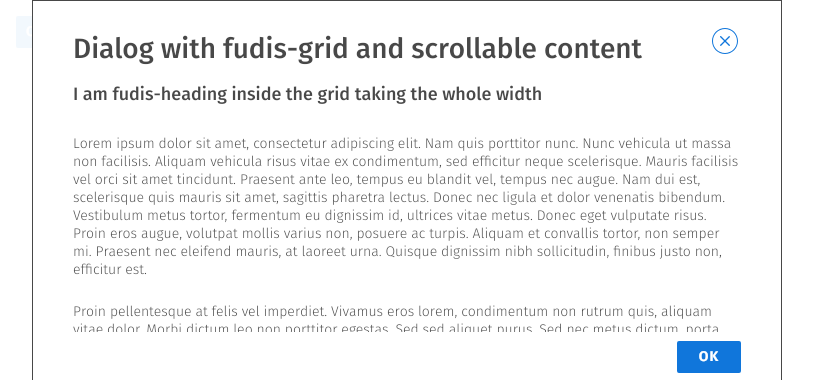 Dialog with fudis-grid and scrollable content
I am fudis-heading inside the grid taking the whole width
Lorem ipsum dolor sit amet, consectetur adipiscing elit. Nam quis porttitor nunc. Nunc vehicula ut massa
non facilisis. Aliquam vehicula risus vitae ex condimentum, sed efficitur neque scelerisque. Mauris facilisis
vel orci sit amet tincidunt. Praesent ante leo, tempus eu blandit vel, tempus nec augue. Nam dui est,
scelerisque quis mauris sit amet, sagittis pharetra lectus. Donec nec ligula et dolor venenatis bibendum.
Vestibulum metus tortor, fermentum eu dignissim id, ultrices vitae metus. Donec eget vulputate risus.
Proin eros augue, volutpat mollis varius non, posuere ac turpis. Aliquam et convallis tortor, non semper
mi. Praesent nec eleifend mauris, at laoreet urna. Quisque dignissim nibh sollicitudin, finibus justo non,
efficitur est.
Proin pellentesque at felis vel imperdiet. Vivamus eros lorem, condimentum non rutrum quis, aliquam
vitae dolor. Morbi dictum leo non porttitor egestas. Sed sed aliquet purus. Sed nec metus dictum, porta
OK